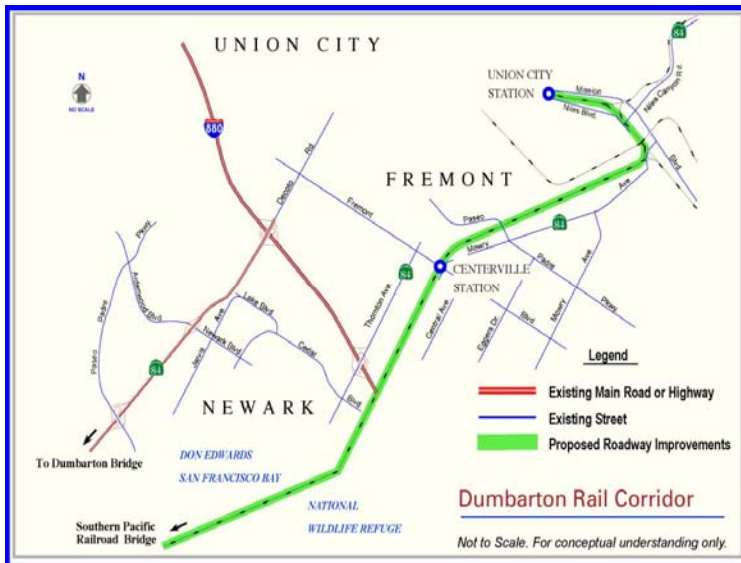 UNION CITY
84
N
NO SCALE
UNION CITY
STATION
Mission
Niles Blvd.
Niles Canyon Rd.
Blvd
880
Decoto
Rd
FREMONT
Fremont
Paseo
Ave
84
Mowry
Padre
Pkwy
Ardenwood Blvd
Pkwy
Padre
Paseo
84
Thornton Ave
CENTERVILLE
STATION
Central Ave
Eggers Dr.
Blvd
Mowry
Ave
Lake Blvd
Ave
Jarvis
Newark Blvd
Cedar
Blvd
84
NEWARK
To Dumbarton Bridge
DON EDWARDS
SAN FRANCISCO BAY
NATIONAL
WILDLIFE REFUGE
Southern Pacific
Railroad Bridge
Legend
Existing Main Road or Highway
Existing Street
Proposed Roadway Improvements
Dumbarton Rail Corridor
Not to Scale. For conceptual understanding only.